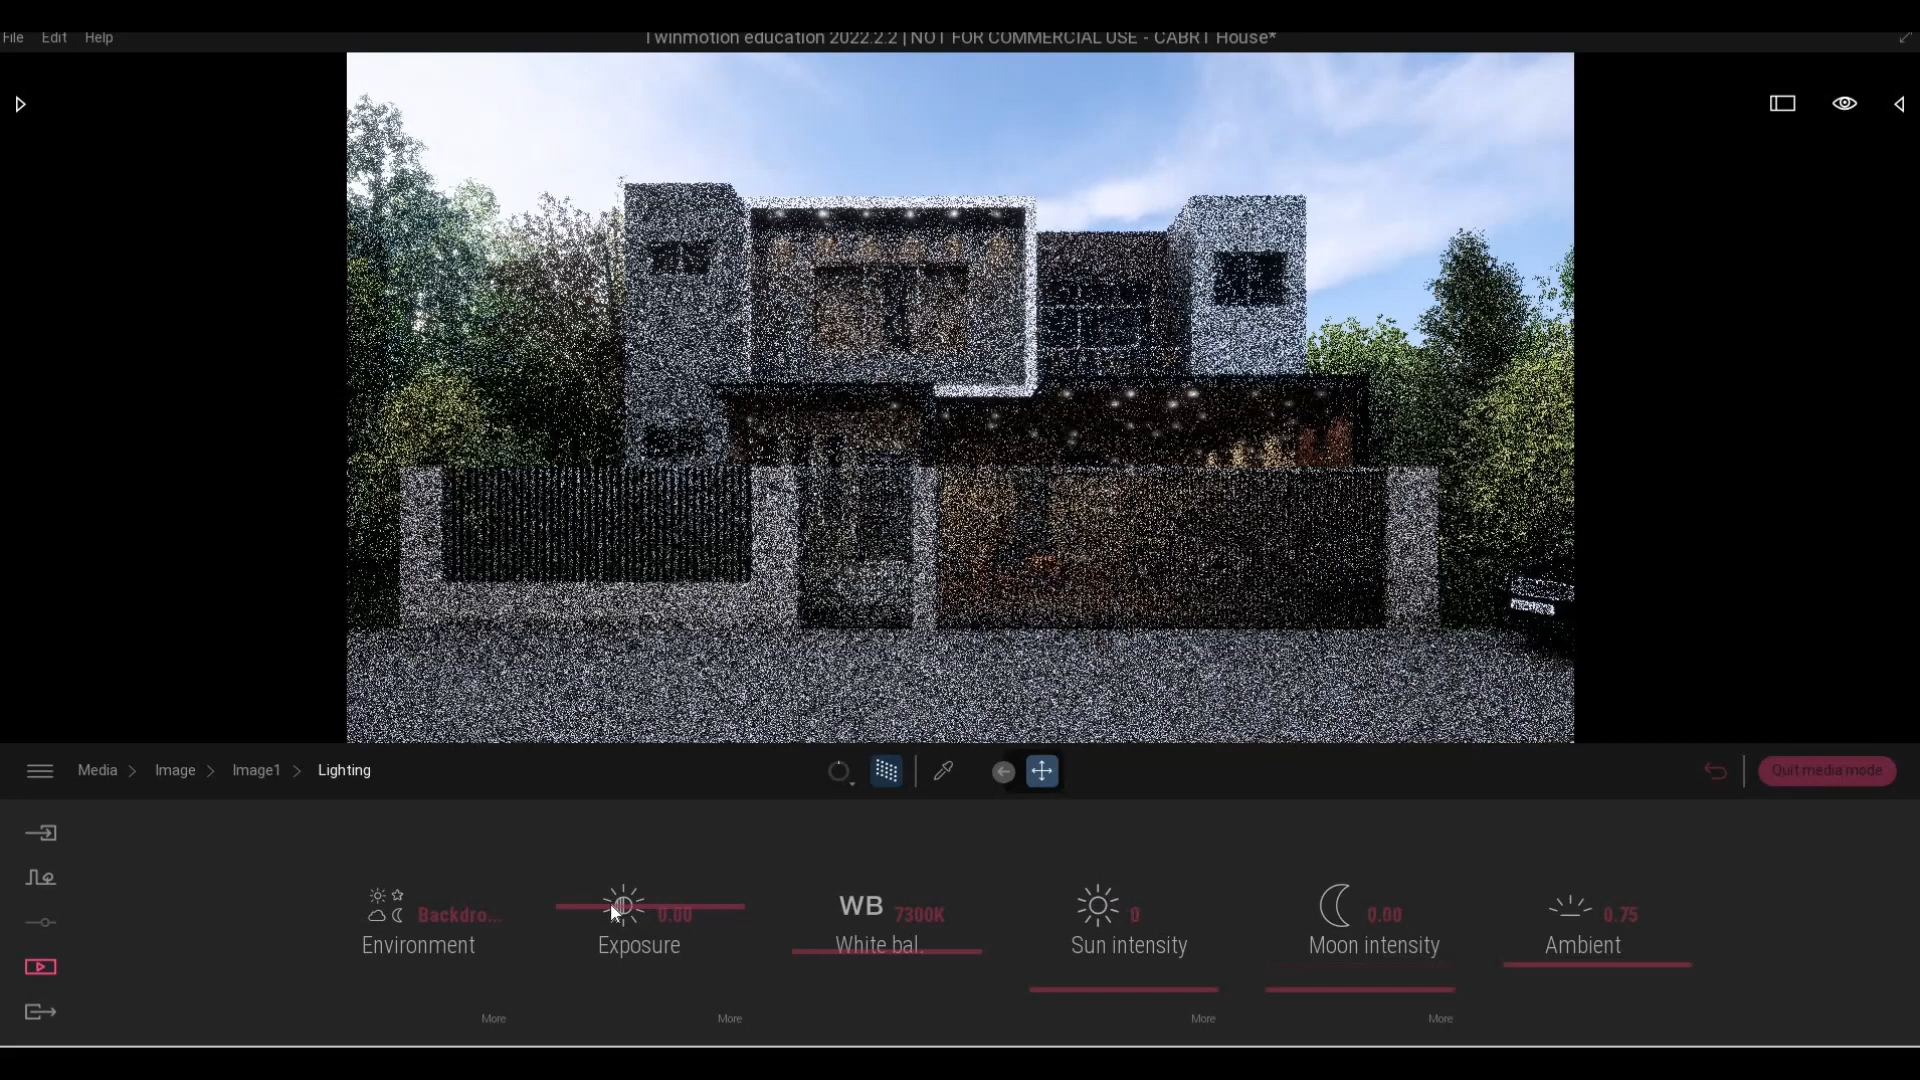 File Edit Help
Twinmotion education 2022.2.2 | NOT FOR COMMERCIAL USE - CABRT House*
Media Image Image1 Lighting
Quit media mode
Backdro...
Environment
More
0.00
Exposure
More
WB 7300K
White bal.
0
Sun intensity
More
0.00
Moon intensity
More
0.75
Ambient